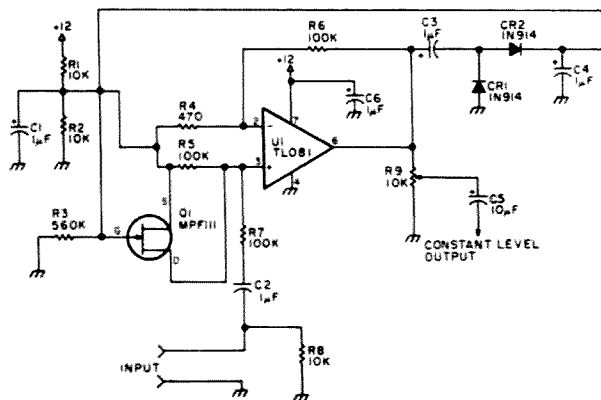 R6
100K
C3
1µF
CR2
1N914
+12
R1
10K
+12
C4
1µF
CR1
1N914
R4
470
C6
1µF
C1
1µF
R2
10K
2
7
6
U1
TL081
R5
100K
3
4
R9
10K
S
C5
10µF
R3
560K
Q1
MPF111
R7
100K
G
CONSTANT LEVEL
OUTPUT
D
C2
1µF
INPUT
R8
10K